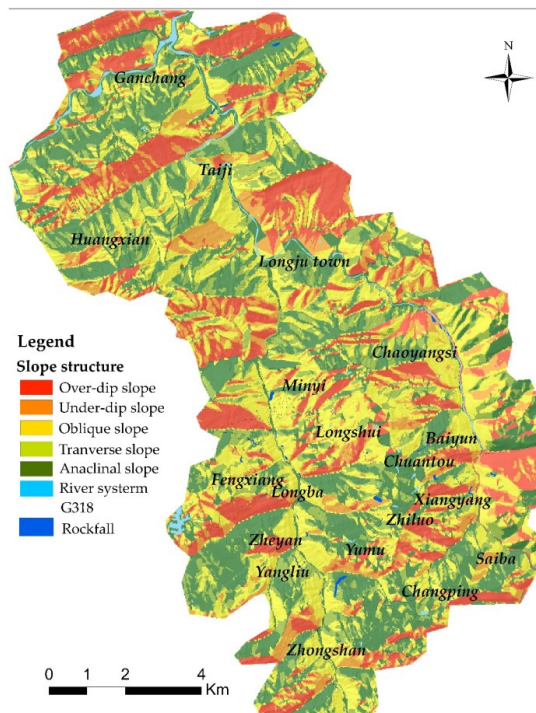 N
Ganchang
Taiji
Huangxian
Longju town
Legend
Slope structure
Over-dip slope
Under-dip slope
Oblique slope
Tranverse slope
Anaclinal slope
River systerm
G318
Rockfall
Chaoyangsi
Minyi
Longshui
Baiyun
Chuantou
Fengxiang
Longba
Xiangyang
Zhiluo
Zheyan
Yumu
Saiba
Yangliu
Changping
Zhongshan
0 1 2 4
Km